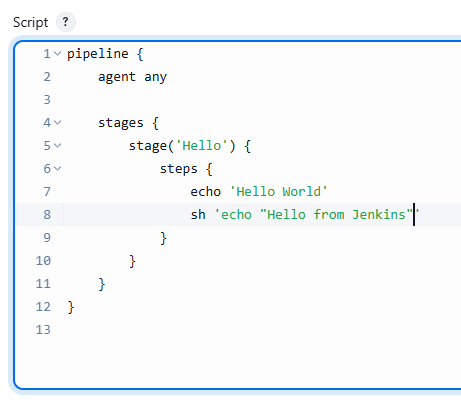 Script ?
1 pipeline {
2     agent any
3
4     stages {
5         stage('Hello') {
6             steps {
7                 echo 'Hello World'
8                 sh 'echo "Hello from Jenkins"'
9             }
10         }
11     }
12 }
13